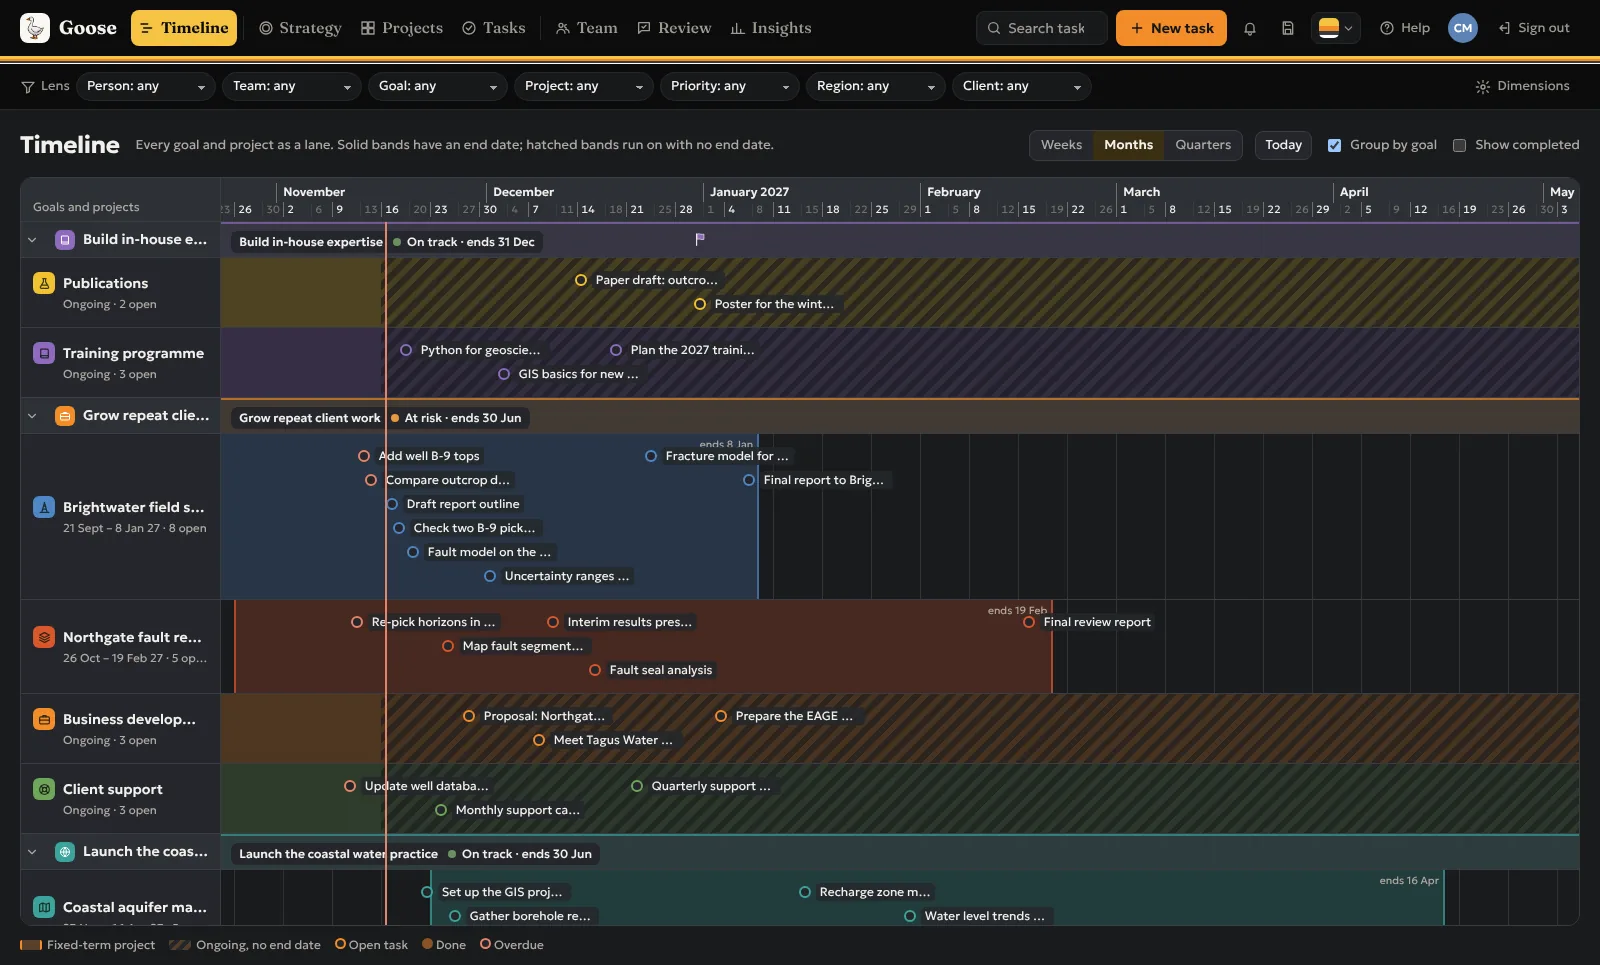 Goose
Timeline
Strategy
Projects
Tasks
Team
Review
Insights
Search task
New task
Help
CM
Sign out
Lens
Person: any
Team: any
Goal: any
Project: any
Priority: any
Region: any
Client: any
Dimensions
Timeline
Every goal and project as a lane. Solid bands have an end date; hatched bands run on with no end date.
Weeks
Months
Quarters
Today
Group by goal
Show completed
Goals and projects
November December January 2027 February March April May
26 30 2 6 9 13 16 20 23 27 30 4 7 11 14 18 21 25 28 1 4 8 11 15 18 22 25 29 1 5 8 12 15 19 22 26 1 5 8 12 15 19 22 26 29 2 5 9 12 16 19 23 26 30 3
Build in-house e...
Build in-house expertise On track · ends 31 Dec
Publications
Ongoing · 2 open
Paper draft: outcro...
Poster for the wint...
Training programme
Ongoing · 3 open
Python for geoscie...
Plan the 2027 traini...
GIS basics for new ...
Grow repeat clie...
Grow repeat client work At risk · ends 30 Jun
Brightwater field s...
21 Sept – 8 Jan 27 · 8 open
ends 8 Jan
Add well B-9 tops
Fracture model for ...
Compare outcrop d...
Final report to Brig...
Draft report outline
Check two B-9 pick...
Fault model on the ...
Uncertainty ranges ...
Northgate fault re...
26 Oct – 19 Feb 27 · 5 op...
ends 19 Feb
Re-pick horizons in ...
Interim results pres...
Final review report
Map fault segment...
Fault seal analysis
Business develop...
Ongoing · 3 open
Proposal: Northgat...
Prepare the EAGE ...
Meet Tagus Water ...
Client support
Ongoing · 3 open
Update well databa...
Quarterly support ...
Monthly support ca...
Launch the coas...
Launch the coastal water practice On track · ends 30 Jun
Coastal aquifer ma...
ends 16 Apr
Set up the GIS proj...
Recharge zone m...
Gather borehole re...
Water level trends ...
Fixed-term project
Ongoing, no end date
Open task
Done
Overdue